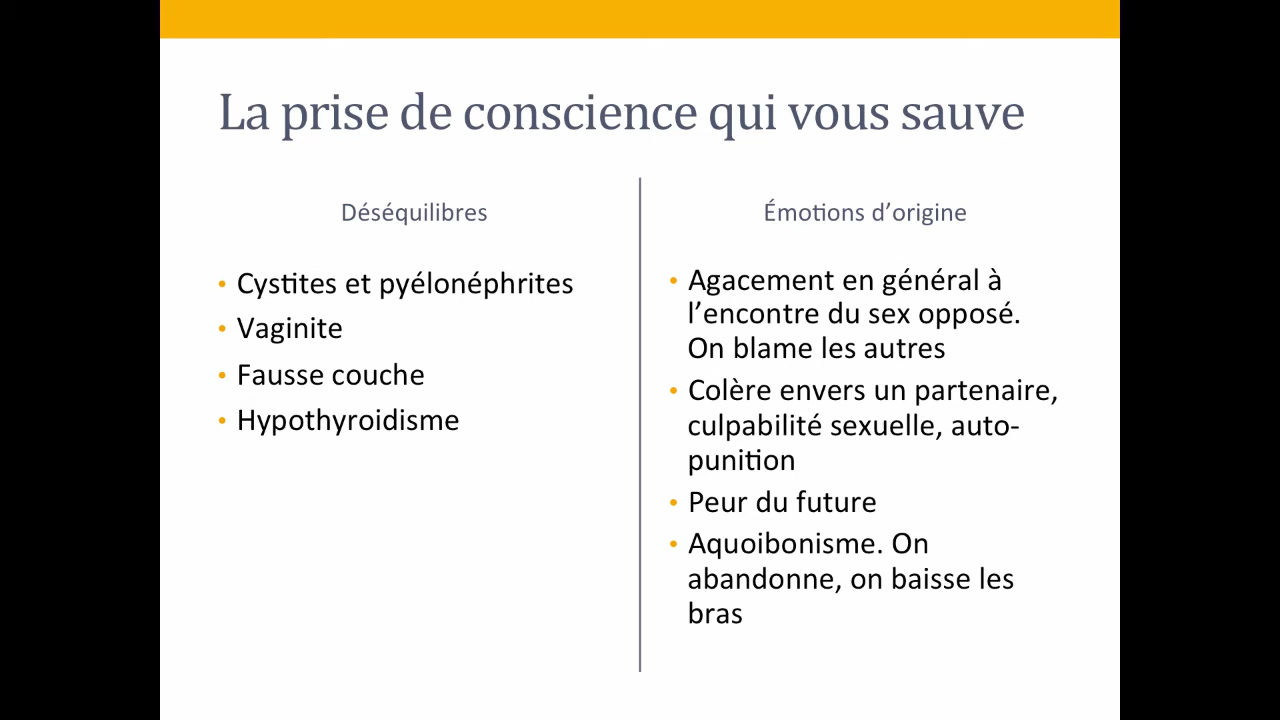 La prise de conscience qui vous sauve
Déséquilibres
• Cystites et pyélonéphrites
• Vaginite
• Fausse couche
• Hypothyroidisme
Émotions d’origine
• Agacement en général à
l’encontre du sex opposé.
On blame les autres
• Colère envers un partenaire,
culpabilité sexuelle, auto-
punition
• Peur du future
• Aquoibonisme. On
abandonne, on baisse les
bras